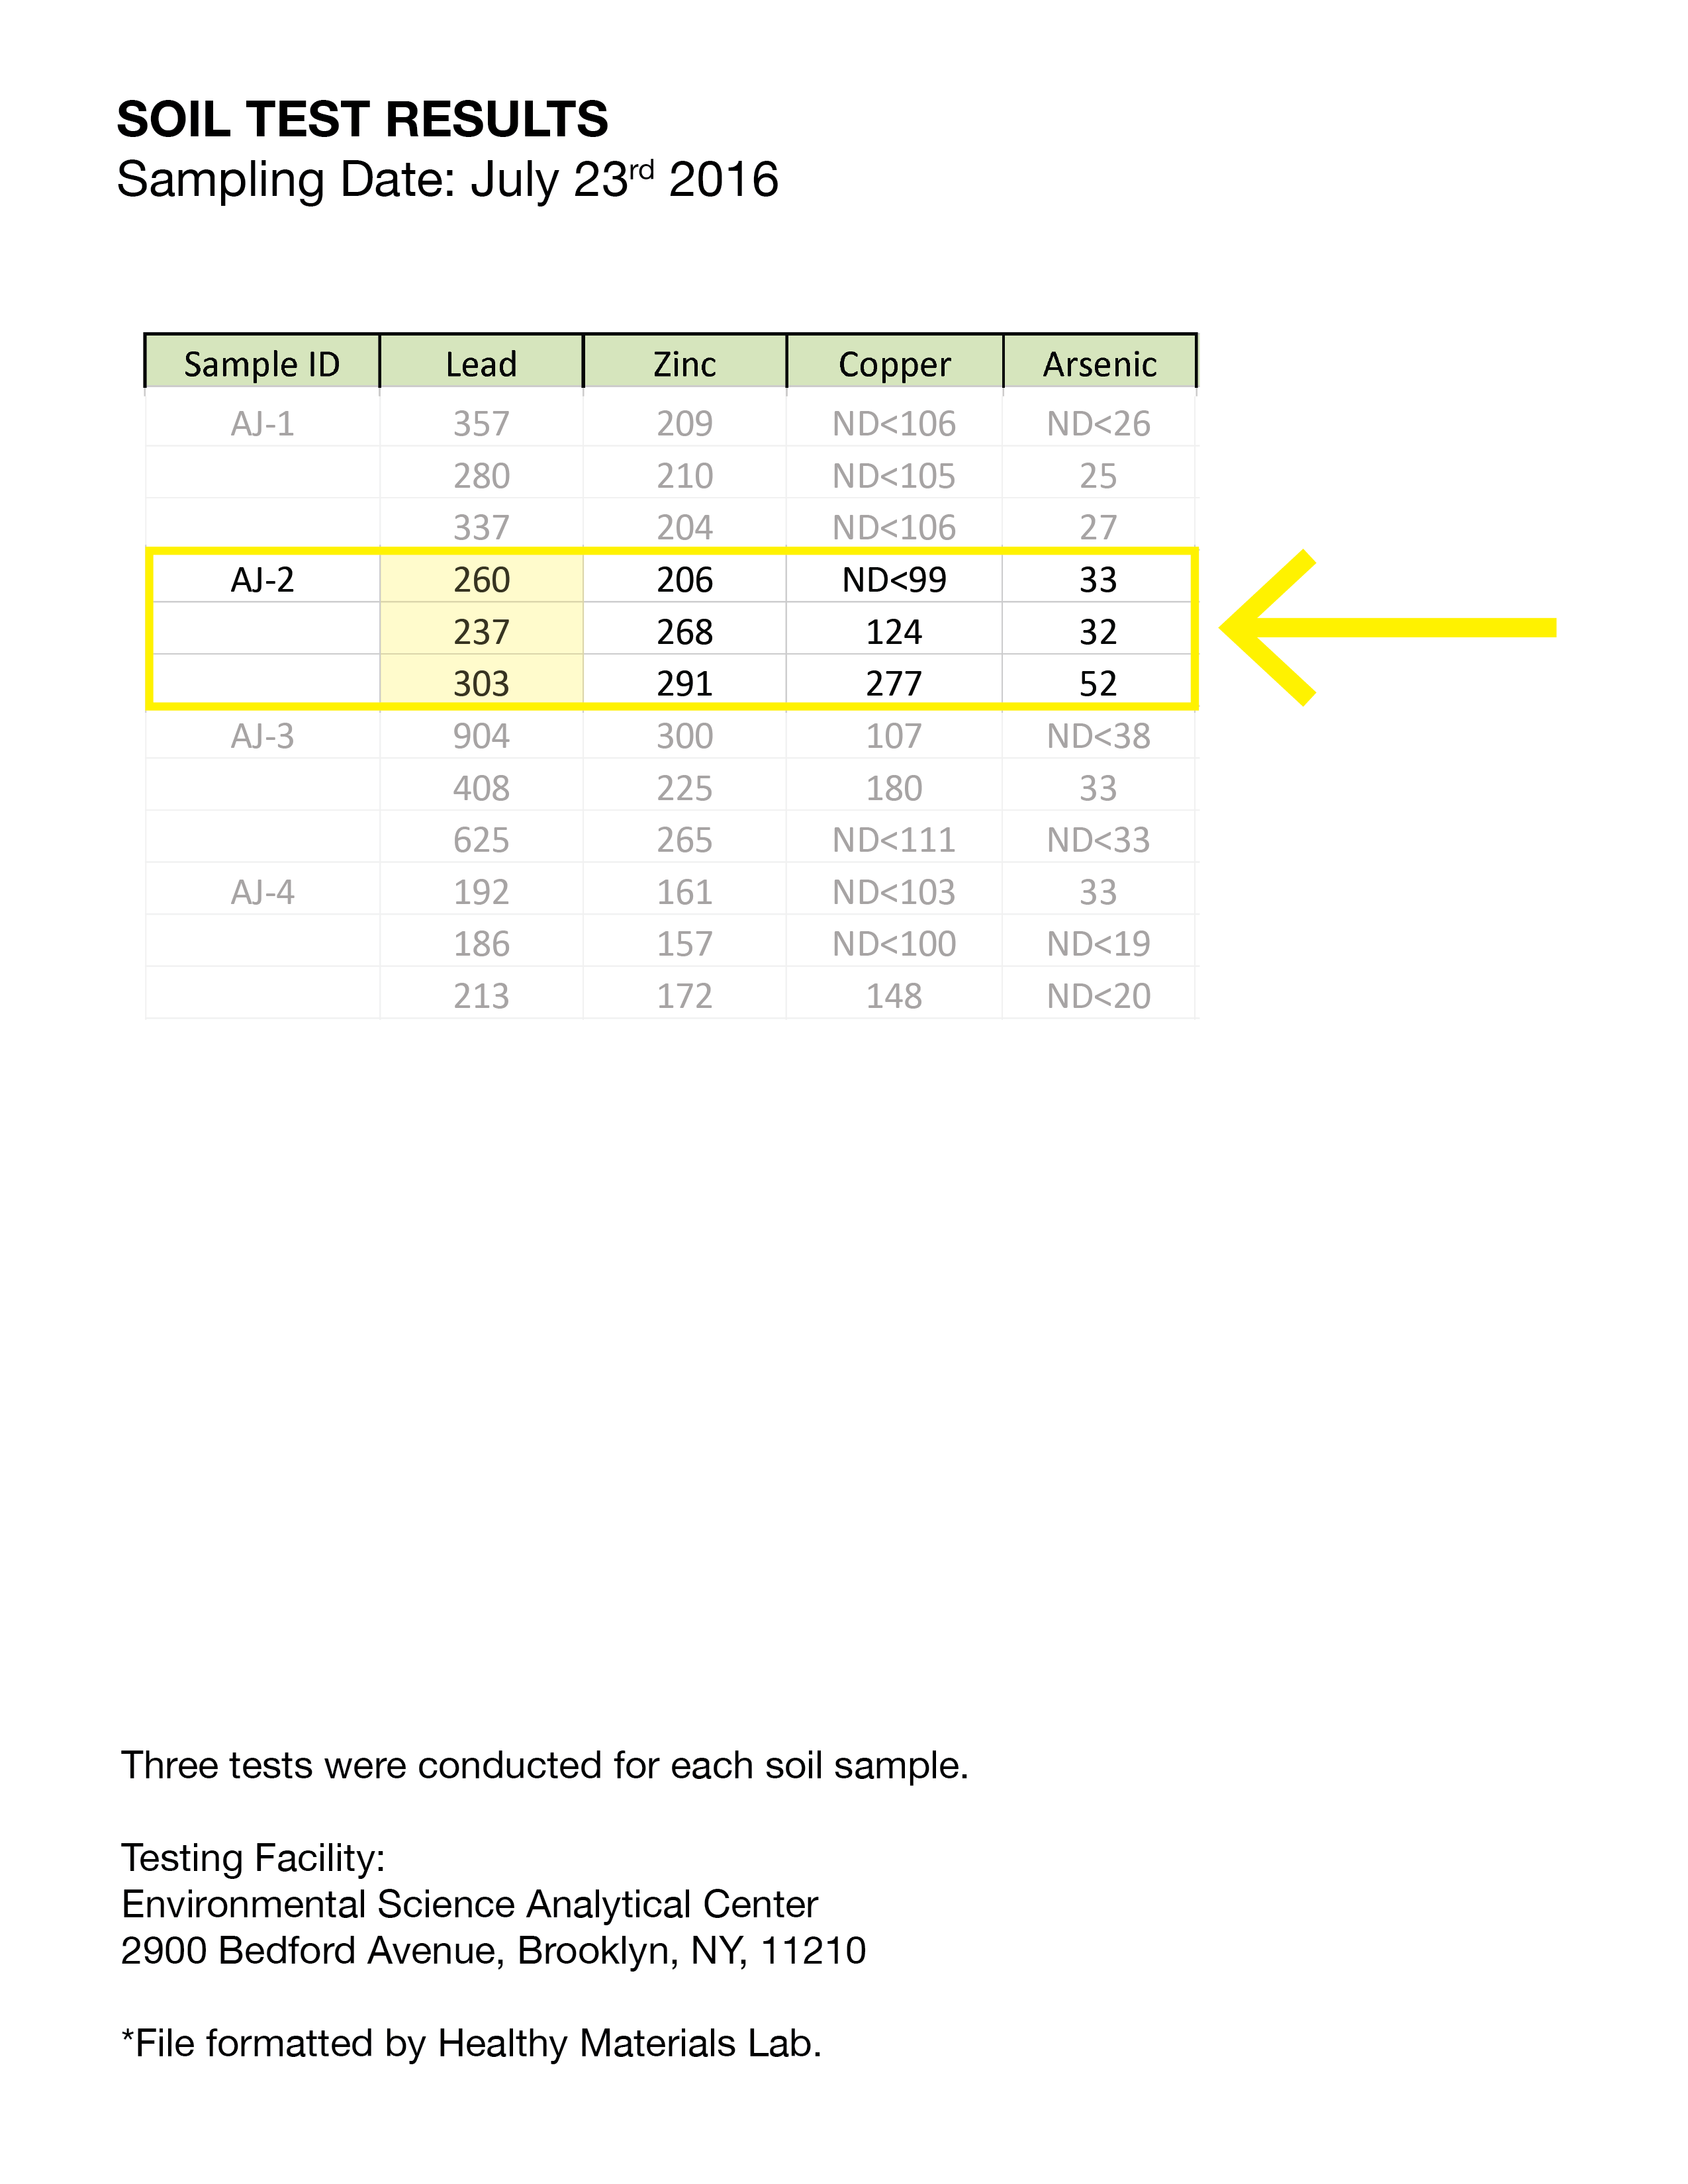 SOIL TEST RESULTS
Sampling Date: July 23rd 2016
Sample ID Lead Zinc Copper Arsenic
AJ-1 357 209 ND<106 ND<26
280 210 ND<105 25
337 204 ND<106 27
AJ-2 260 206 ND<99 33
237 268 124 32
303 291 277 52
AJ-3 904 300 107 ND<38
408 225 180 33
625 265 ND<111 ND<33
AJ-4 192 161 ND<103 33
186 157 ND<100 ND<19
213 172 148 ND<20
Three tests were conducted for each soil sample.
Testing Facility:
Environmental Science Analytical Center
2900 Bedford Avenue, Brooklyn, NY, 11210
*File formatted by Healthy Materials Lab.